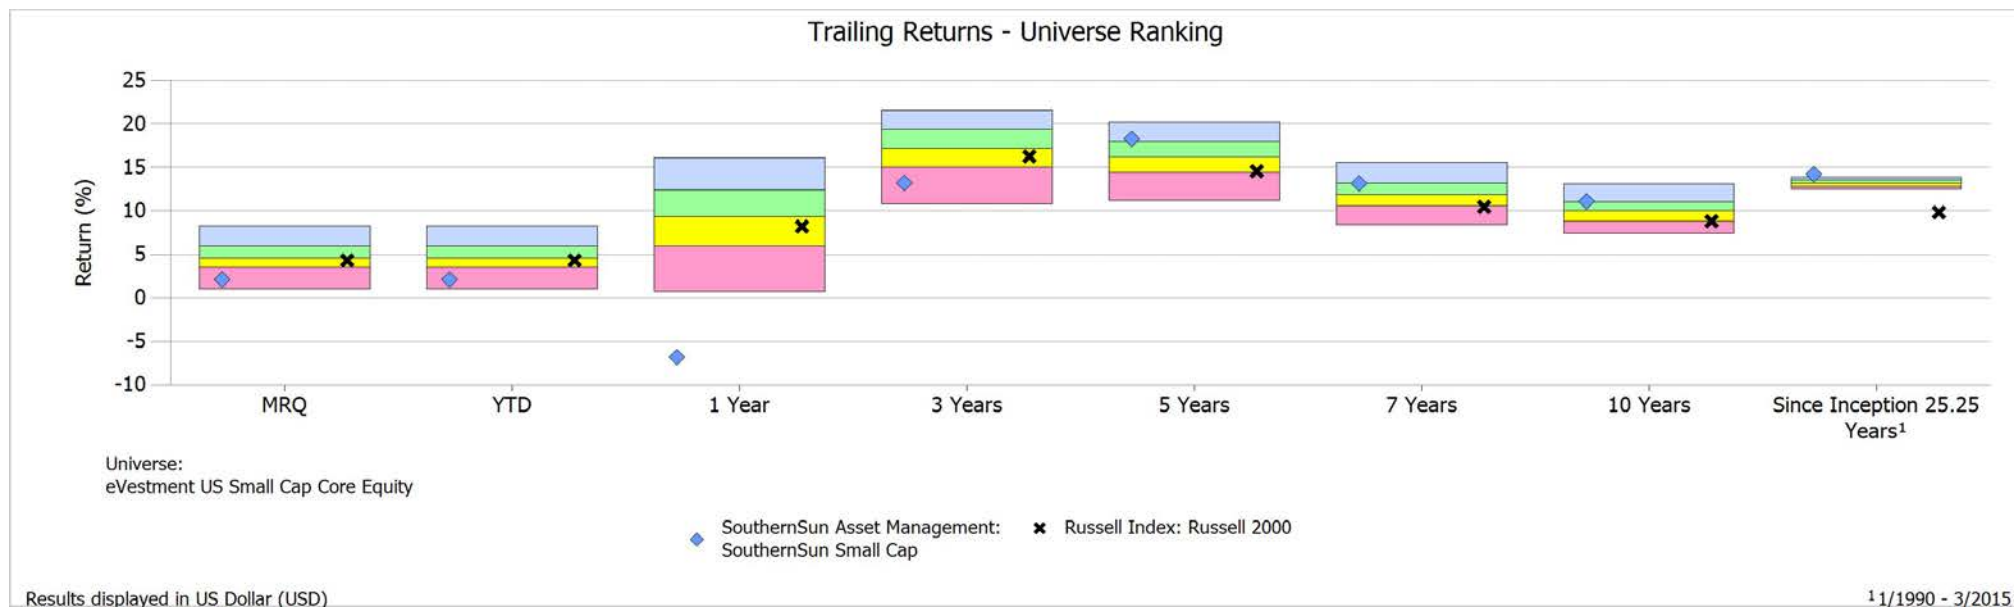 Trailing Returns - Universe Ranking
25
20
15
10
5
0
-5
-10
Return (%)
MRQ YTD 1 Year 3 Years 5 Years 7 Years 10 Years Since Inception 25.25
Years¹
Universe:
eVestment US Small Cap Core Equity
SouthernSun Asset Management:
SouthernSun Small Cap
Russell Index: Russell 2000
Results displayed in US Dollar (USD)
¹1/1990 - 3/2015